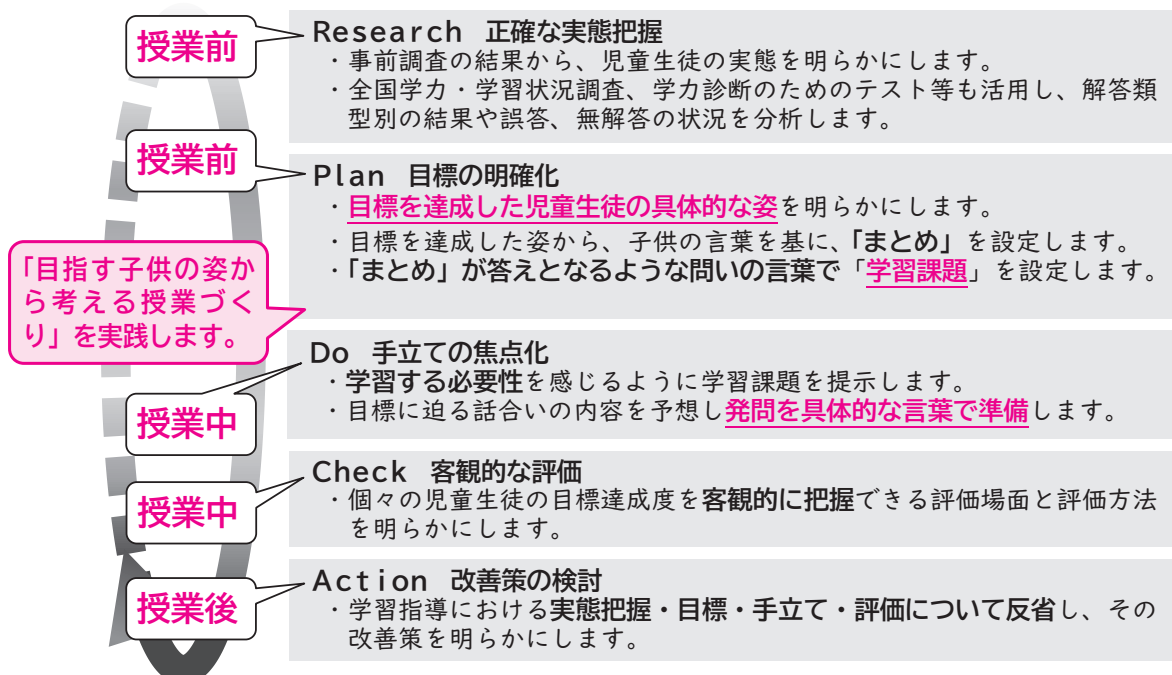 授業前
Research 正確な実態把握
・事前調査の結果から、児童生徒の実態を明らかにします。
・全国学力・学習状況調査、学力診断のためのテスト等も活用し、解答類
型別の結果や誤答、無解答の状況を分析します。
授業前
Plan 目標の明確化
・目標を達成した児童生徒の具体的な姿を明らかにします。
・目標を達成した姿から、子供の言葉を基に、「まとめ」を設定します。
・「まとめ」が答えとなるような問いの言葉で「学習課題」を設定します。
「目指す子供の姿か
ら考える授業づく
り」を実践します。
授業中
Do 手立ての焦点化
・学習する必要性を感じるように学習課題を提示します。
・目標に迫る話合いの内容を予想し発問を具体的な言葉で準備します。
授業中
Check 客観的な評価
・個々の児童生徒の目標達成度を客観的に把握できる評価場面と評価方法
を明らかにします。
授業後
Action 改善策の検討
・学習指導における実態把握・目標・手立て・評価について反省し、その
改善策を明らかにします。